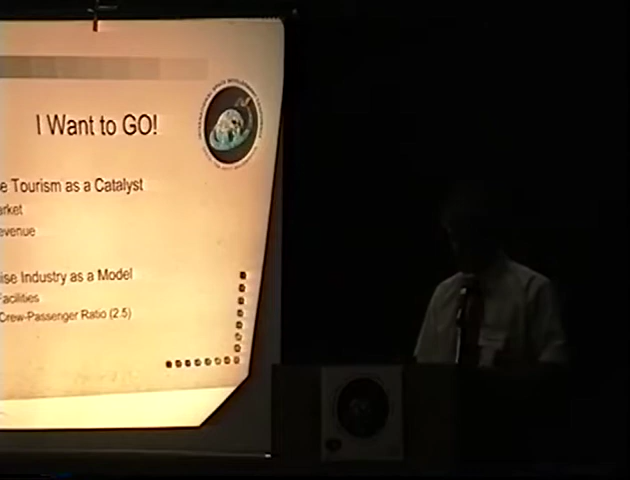 I Want to GO!
e Tourism as a Catalyst
arket
evenue
ise Industry as a Model
Facilities
Crew-Passenger Ratio (2.5)